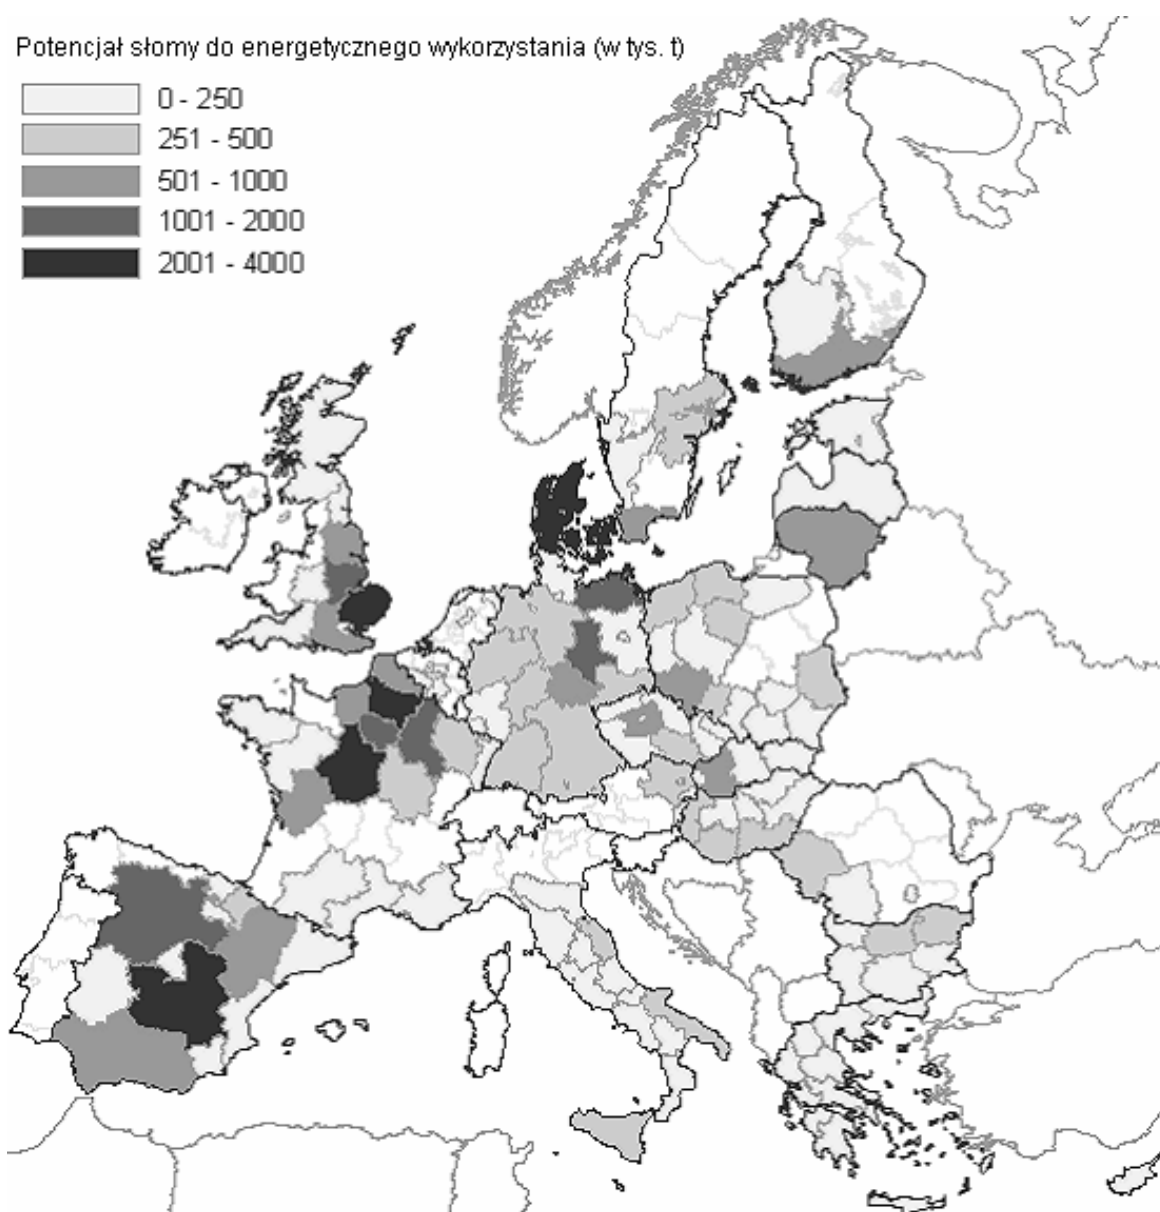 Potencjał słomy do energetycznego wykorzystania (w tys. t)
0 - 250
251 - 500
501 - 1000
1001 - 2000
2001 - 4000